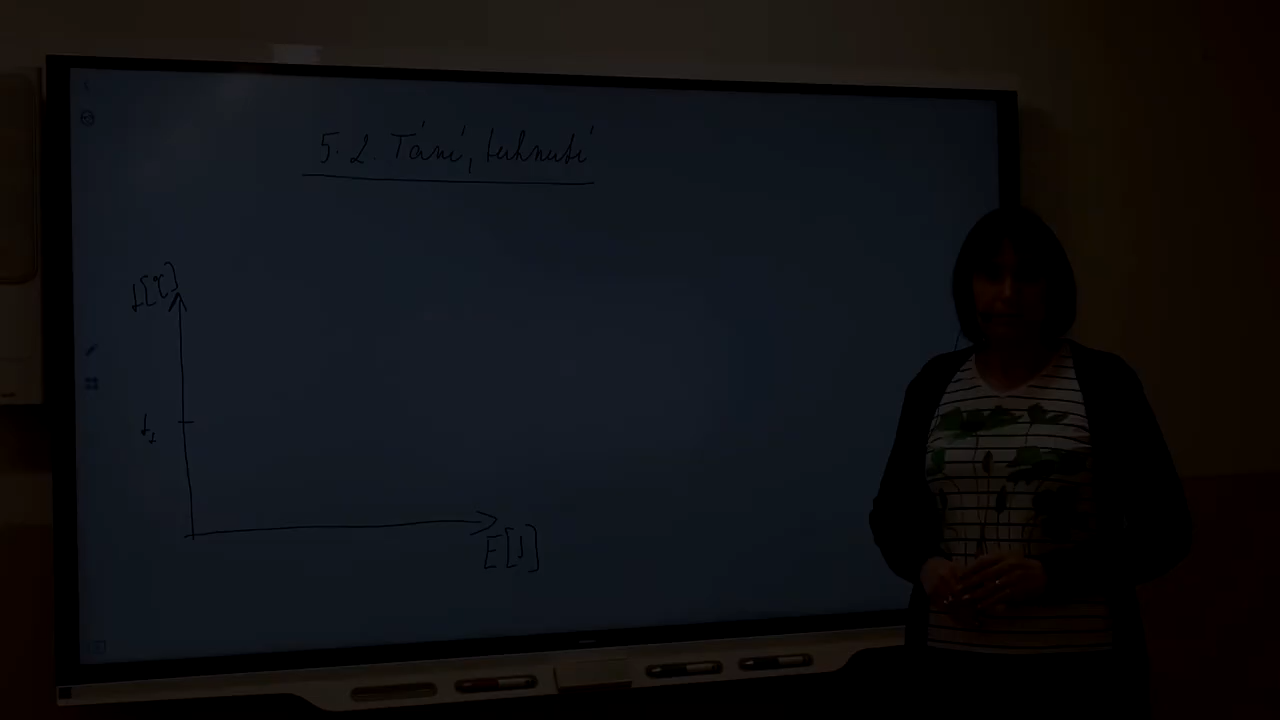 5.2. Tání, tuhnutí
t[°C]
t₁
E[J]